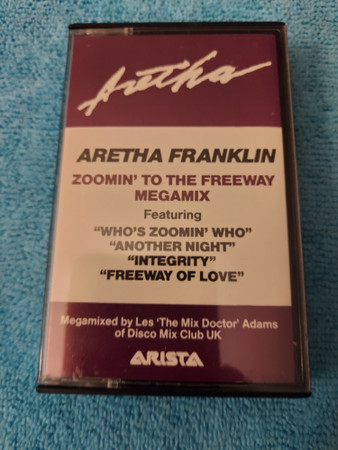 Aretha
ARETHA FRANKLIN
ZOOMIN' TO THE FREEWAY
MEGAMIX
Featuring
"WHO'S ZOOMIN' WHO"
"ANOTHER NIGHT"
"INTEGRITY"
"FREEWAY OF LOVE"
Megamixed by Les 'The Mix Doctor' Adams
of Disco Mix Club UK
ARISTA